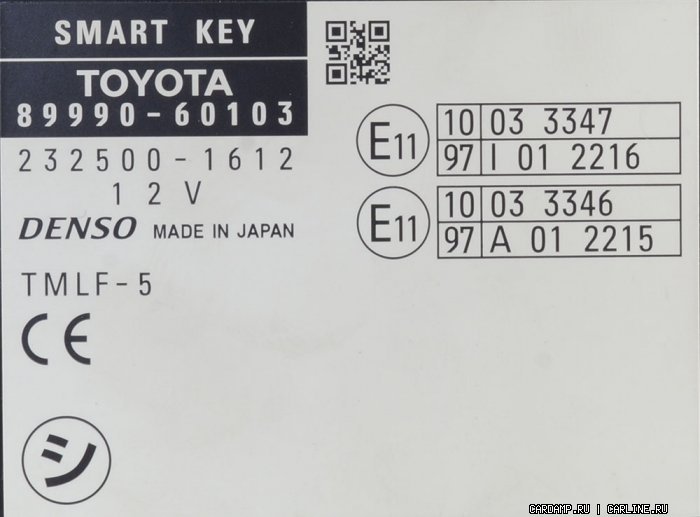 SMART KEY
TOYOTA
89990-60103
232500-1612
12V
DENSO MADE IN JAPAN
TMLF-5
CE
シ
E11
10 03 3347
97 I 01 2216
E11
10 03 3346
97 A 01 2215
CARDAMP.RU | CARLINE.RU